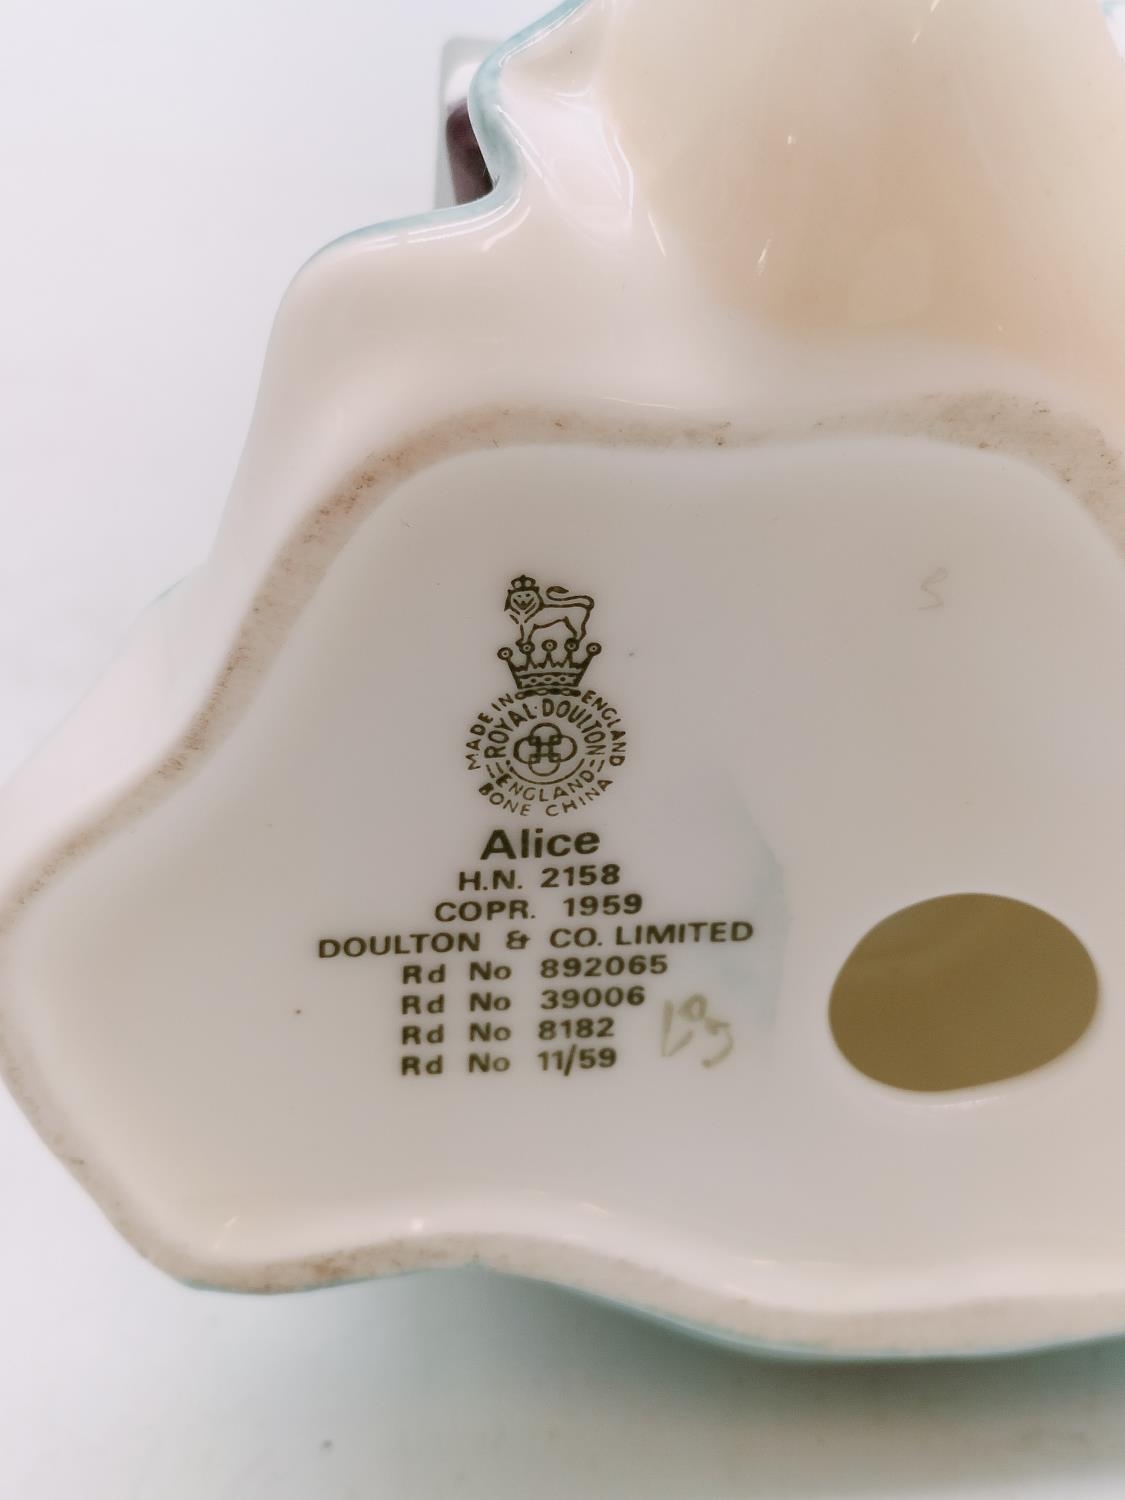 MADE IN ENGLAND
ROYAL·DOULTON
ENGLAND
BONE CHINA
Alice
H.N. 2158
COPR. 1959
DOULTON & CO. LIMITED
Rd No 892065
Rd No 39006
Rd No 8182
Rd No 11/59